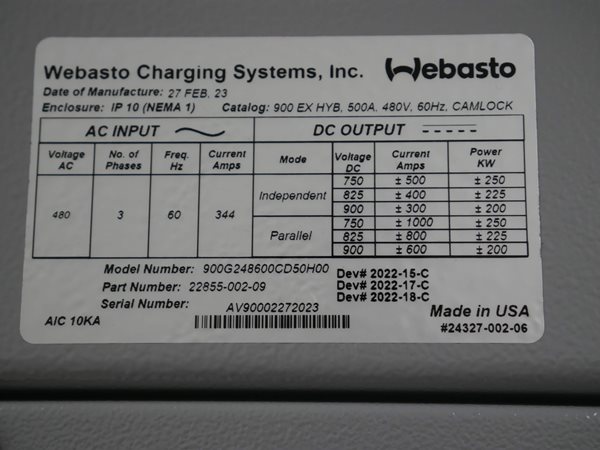 Webasto Charging Systems, Inc. Webasto
Date of Manufacture: 27 FEB. 23
Enclosure: IP 10 (NEMA 1) Catalog: 900 EX HYB, 500A. 480V, 60Hz, CAMLOCK
AC INPUT DC OUTPUT
Voltage AC No. of Phases Freq. Hz Current Amps Mode Voltage DC Current Amps Power KW
480 3 60 344
Independent 750 ± 500 ± 250
825 ± 400 ± 225
900 ± 300 ± 200
Parallel 750 ± 1000 ± 250
825 ± 800 ± 225
900 ± 600 ± 200
Model Number: 900G248600CD50H00 Dev# 2022-15-C
Part Number: 22855-002-09 Dev# 2022-17-C
Serial Number: AV90002272023 Dev# 2022-18-C
AIC 10KA Made in USA
#24327-002-06